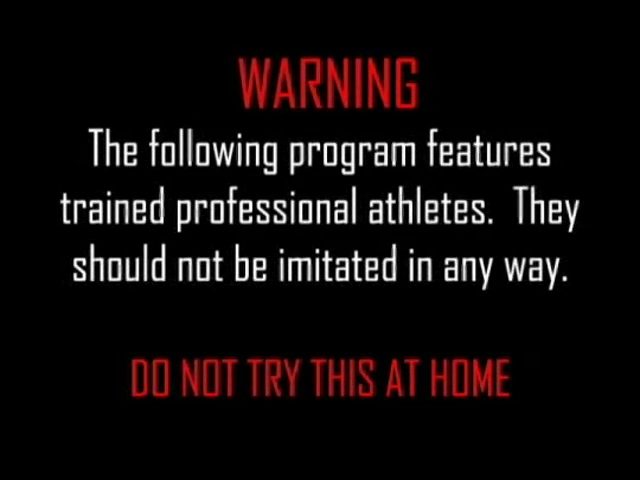 WARNING
The following program features
trained professional athletes.  They
should not be imitated in any way.
DO NOT TRY THIS AT HOME